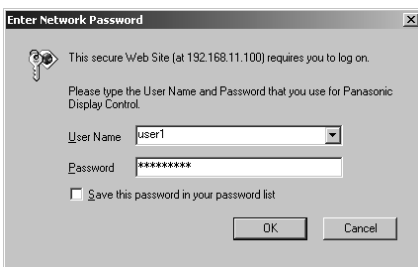 Enter Network Password
This secure Web Site (at 192.168.11.100) requires you to log on.
Please type the User Name and Password that you use for Panasonic
Display Control.
User Name user1
Password *********
Save this password in your password list
OK Cancel